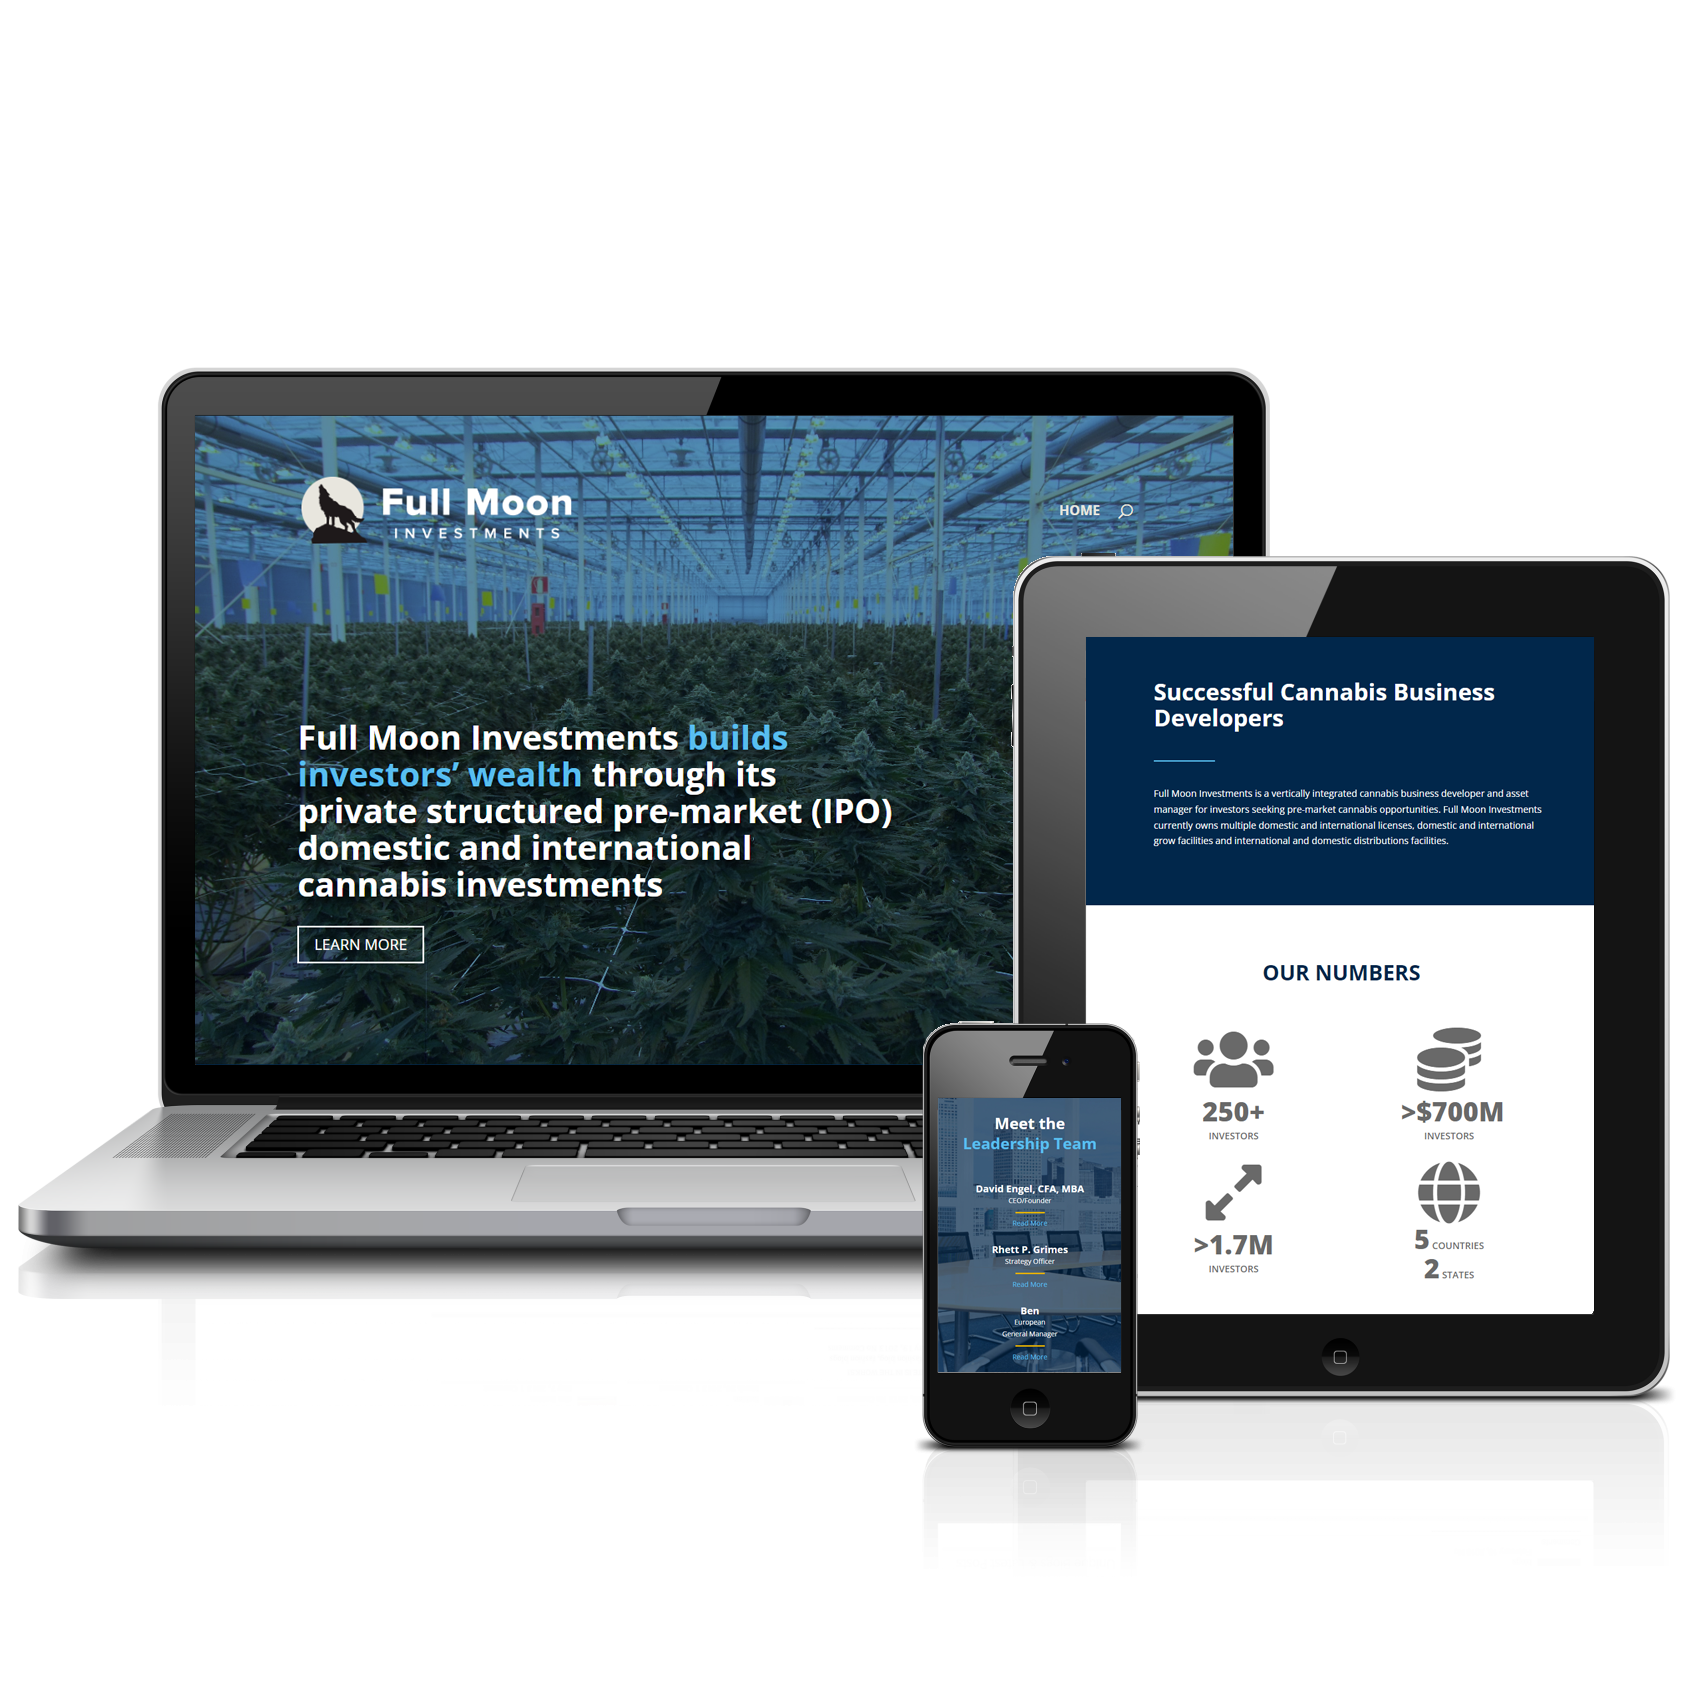 Full Moon
INVESTMENTS
HOME
Full Moon Investments builds
investors’ wealth through its
private structured pre-market (IPO)
domestic and international
cannabis investments
LEARN MORE
Successful Cannabis Business
Developers
Full Moon Investments is a vertically integrated cannabis business developer and asset
manager for investors seeking pre-market cannabis opportunities. Full Moon Investments
currently owns multiple domestic and international licenses, domestic and international
grow facilities and international and domestic distributions facilities.
OUR NUMBERS
250+
INVESTORS
>$700M
INVESTORS
>1.7M
INVESTORS
5 COUNTRIES
2 STATES
Meet the
Leadership Team
David Engel, CFA, MBA
CEO/Founder
Read More
Rhett P. Grimes
Strategy Officer
Read More
Ben
European
General Manager
Read More